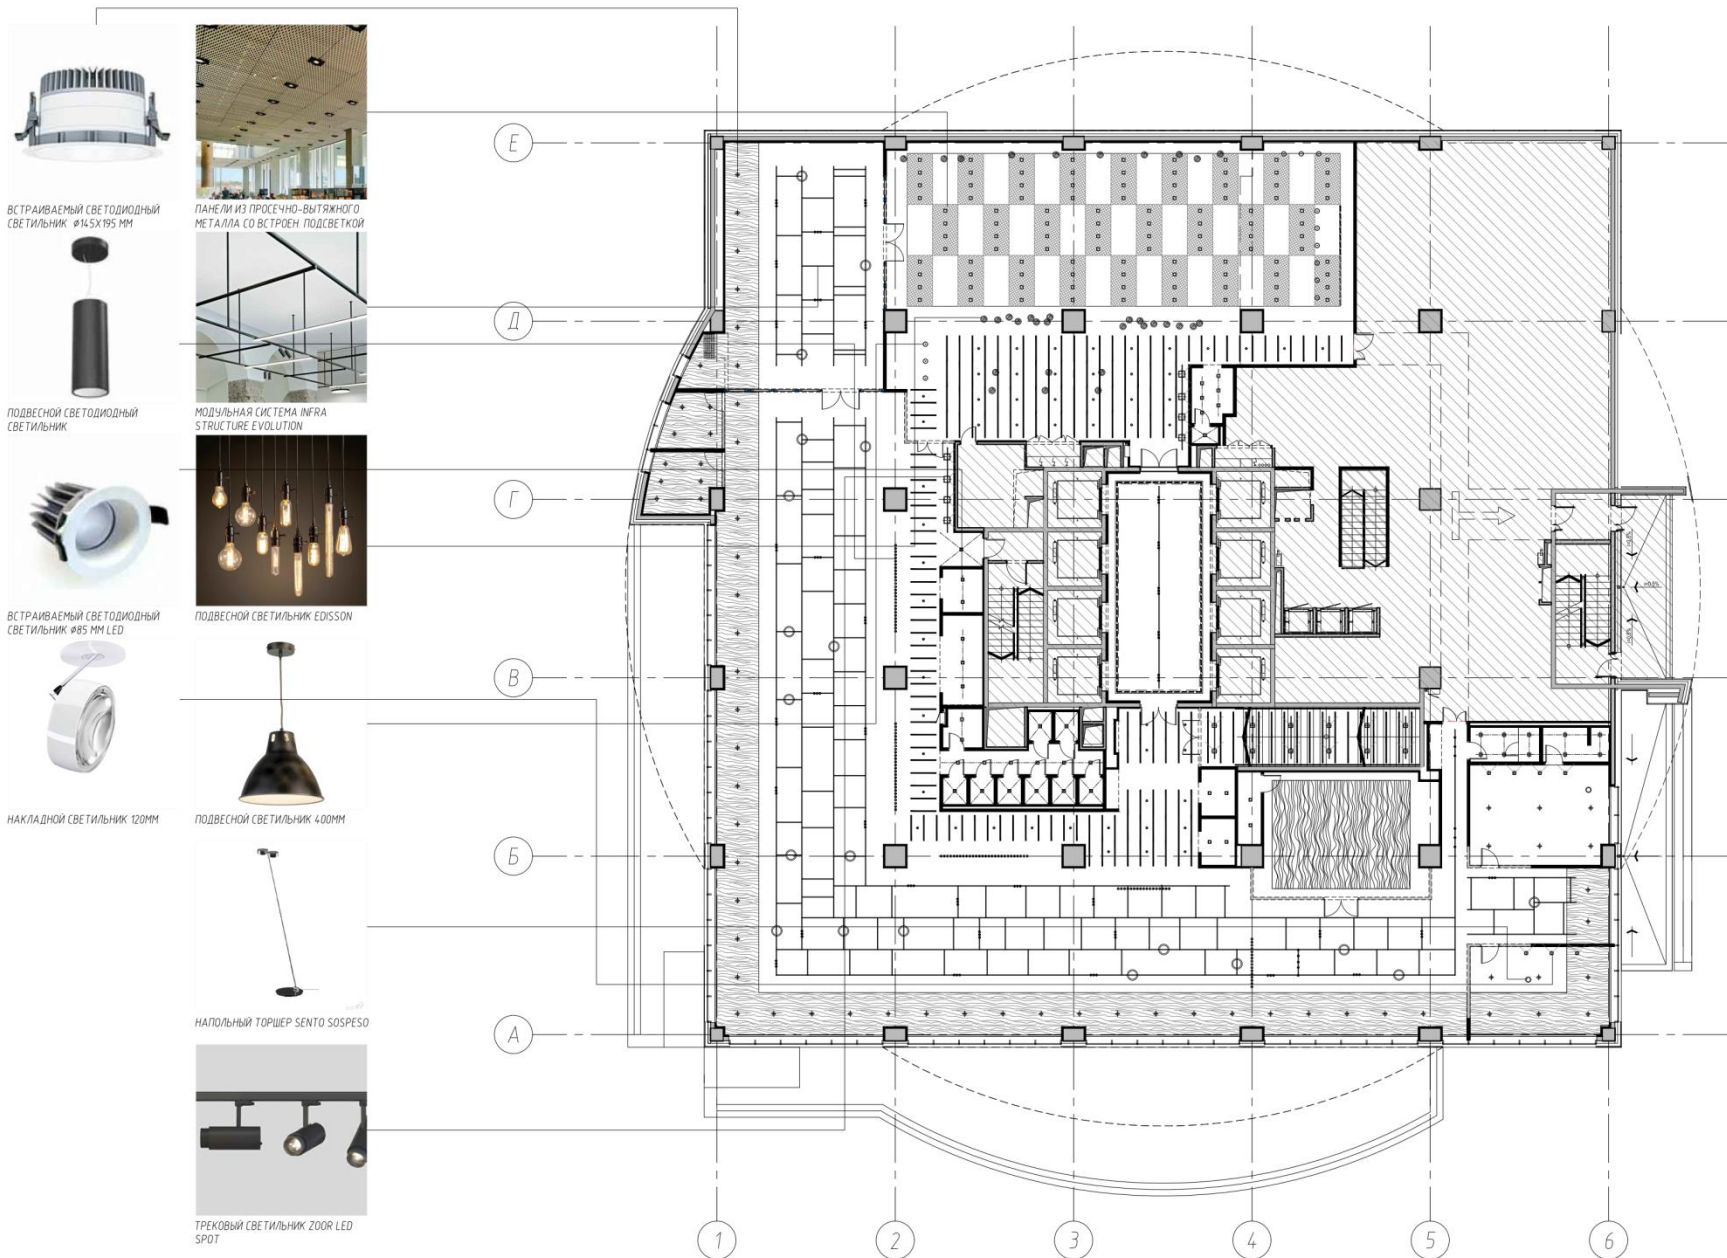 ВСТРАИВАЕМЫЙ СВЕТОДИОДНЫЙ
СВЕТИЛЬНИК Ø145X195 ММ
ПАНЕЛИ ИЗ ПРОСЕЧНО-ВЫТЯЖНОГО
МЕТАЛЛА СО ВСТРОЕН. ПОДСВЕТКОЙ
ПОДВЕСНОЙ СВЕТОДИОДНЫЙ
СВЕТИЛЬНИК
МОДУЛЬНАЯ СИСТЕМА INFRA
STRUCTURE EVOLUTION
ВСТРАИВАЕМЫЙ СВЕТОДИОДНЫЙ
СВЕТИЛЬНИК Ø85 ММ LED
ПОДВЕСНОЙ СВЕТИЛЬНИК EDISSON
НАКЛАДНОЙ СВЕТИЛЬНИК 120ММ
ПОДВЕСНОЙ СВЕТИЛЬНИК 400ММ
НАПОЛЬНЫЙ ТОРШЕР SENTO SOSPESO
ТРЕКОВЫЙ СВЕТИЛЬНИК ZOOR LED
SPOT
Е
Д
Г
В
Б
А
1
2
3
4
5
6